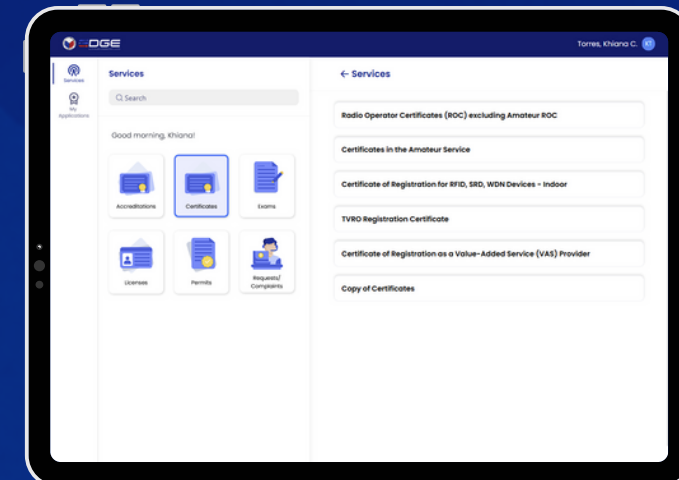 EDGE
Torres, Khiana C.
KT
Services
My
Applications
Services
Search
Good morning, Khiana!
Accreditations
Certificates
Exams
Licenses
Permits
Requests/
Complaints
← Services
Radio Operator Certificates (ROC) excluding Amateur ROC
Certificates in the Amateur Service
Certificate of Registration for RFID, SRD, WDN Devices - Indoor
TVRO Registration Certificate
Certificate of Registration as a Value-Added Service (VAS) Provider
Copy of Certificates